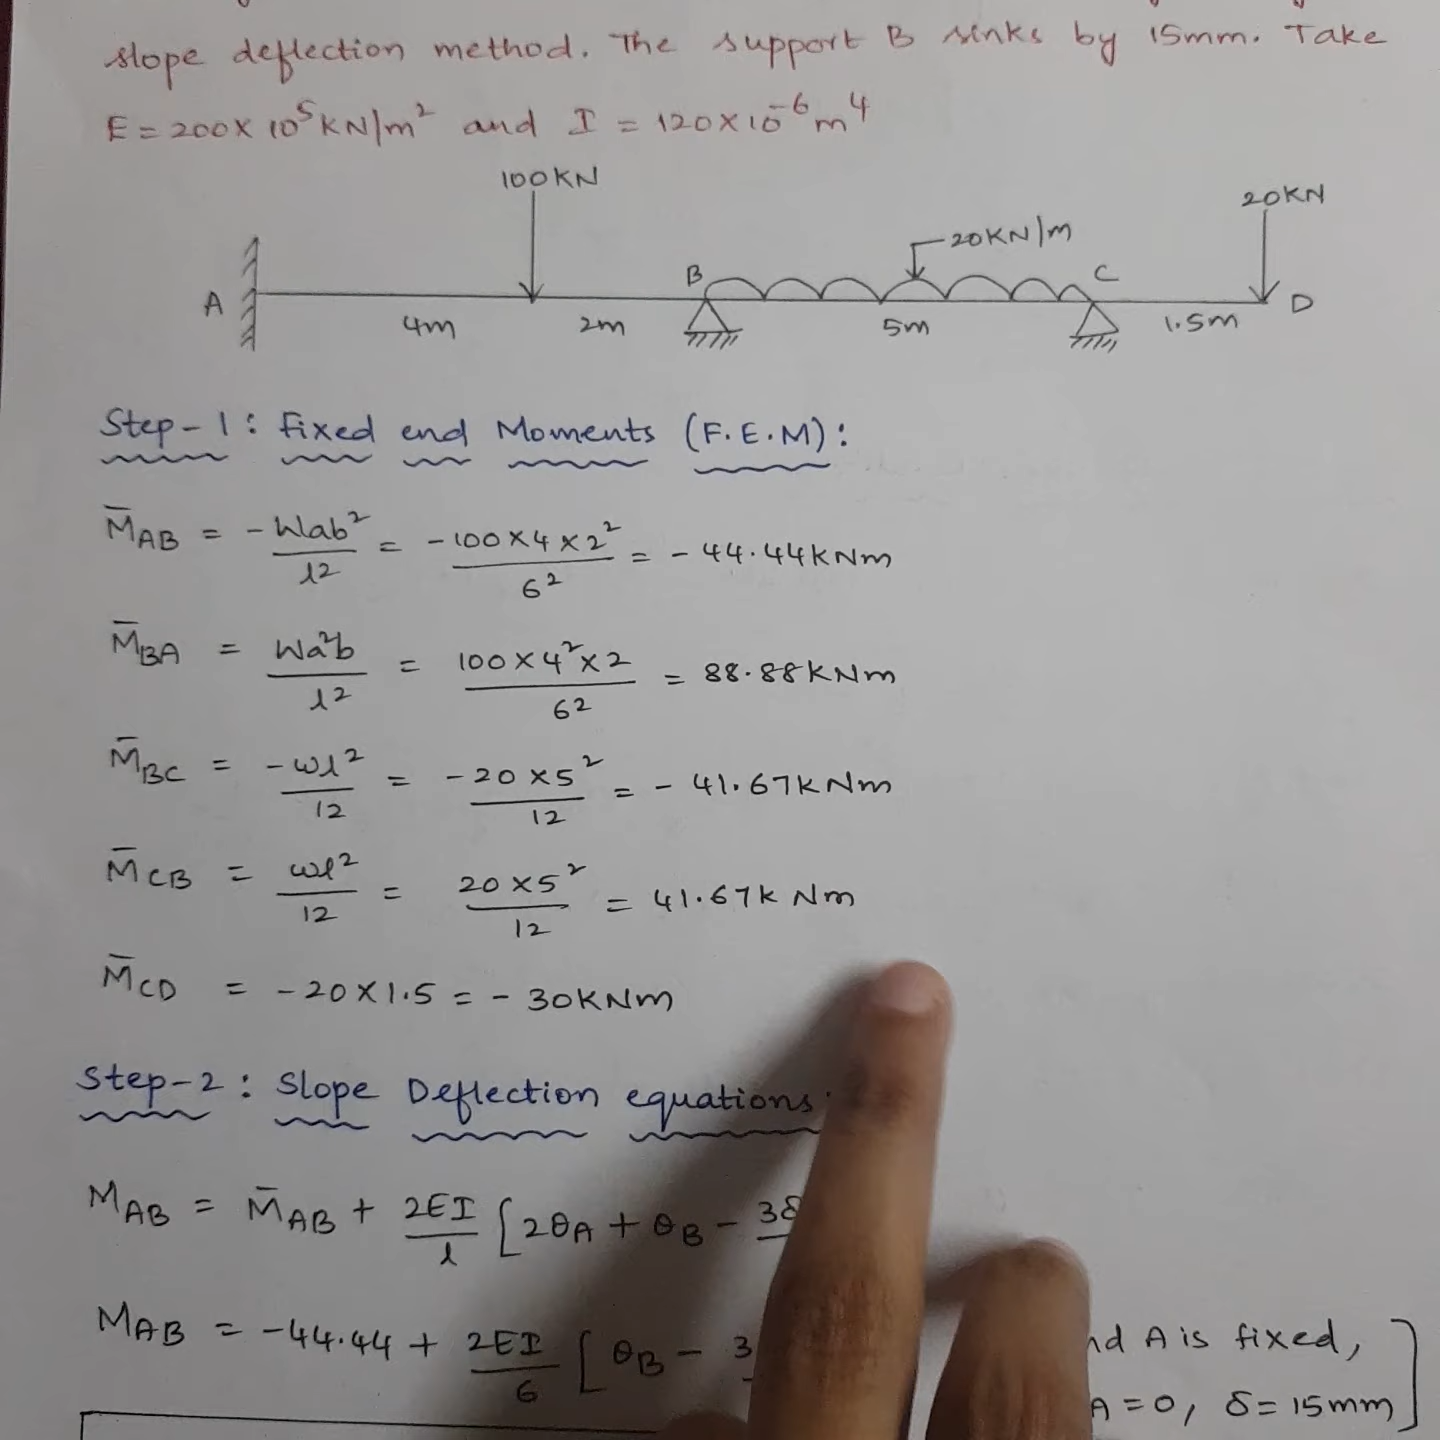 slope deflection method. The support B sinks by 15mm. Take
E = 200 X 10⁵ KN/m² and I = 120 X 10⁻⁶ m⁴
100KN
20KN
20KN/m
A
B
C
D
4m
2m
5m
1.5m
Step-1: Fixed end Moments (F.E.M):
M̄AB = -Wab²/l² = -100 X 4 X 2²/6² = -44.44KNm
M̄BA = Wa²b/l² = 100 X 4² X 2/6² = 88.88KNm
M̄BC = -wl²/12 = -20 X 5²/12 = -41.67KNm
M̄CB = wl²/12 = 20 X 5²/12 = 41.67KNm
M̄CD = -20 X 1.5 = -30KNm
Step-2: Slope Deflection equations
MAB = M̄AB + 2EI/l [2θA + θB - 3δ
MAB = -44.44 + 2EI/6 [θB - 3 nd A is fixed,
A = 0, δ = 15mm]